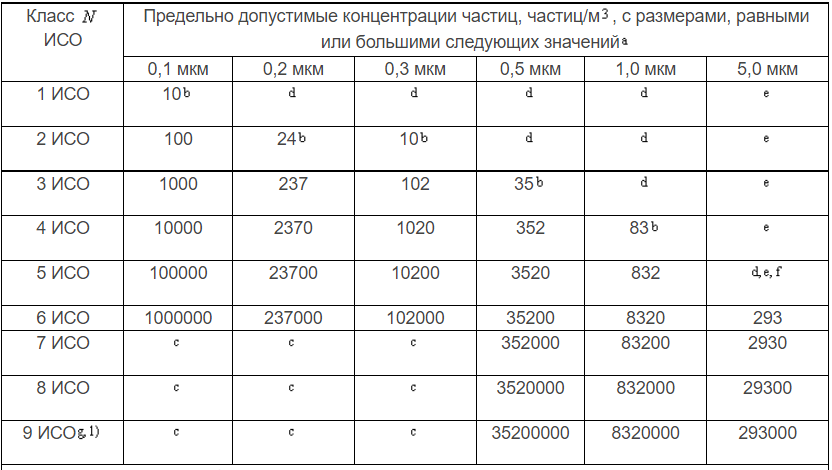 Класс N Предельно допустимые концентрации частиц, частиц/м3, с размерами, равными
ИСО или большими следующих значений a
0,1 мкм 0,2 мкм 0,3 мкм 0,5 мкм 1,0 мкм 5,0 мкм
1 ИСО 10 b d d d d e
2 ИСО 100 24 b 10 b d d e
3 ИСО 1000 237 102 35 b d e
4 ИСО 10000 2370 1020 352 83 b e
5 ИСО 100000 23700 10200 3520 832 d, e, f
6 ИСО 1000000 237000 102000 35200 8320 293
7 ИСО c c c 352000 83200 2930
8 ИСО c c c 3520000 832000 29300
9 ИСО g, 1) c c c 35200000 8320000 293000